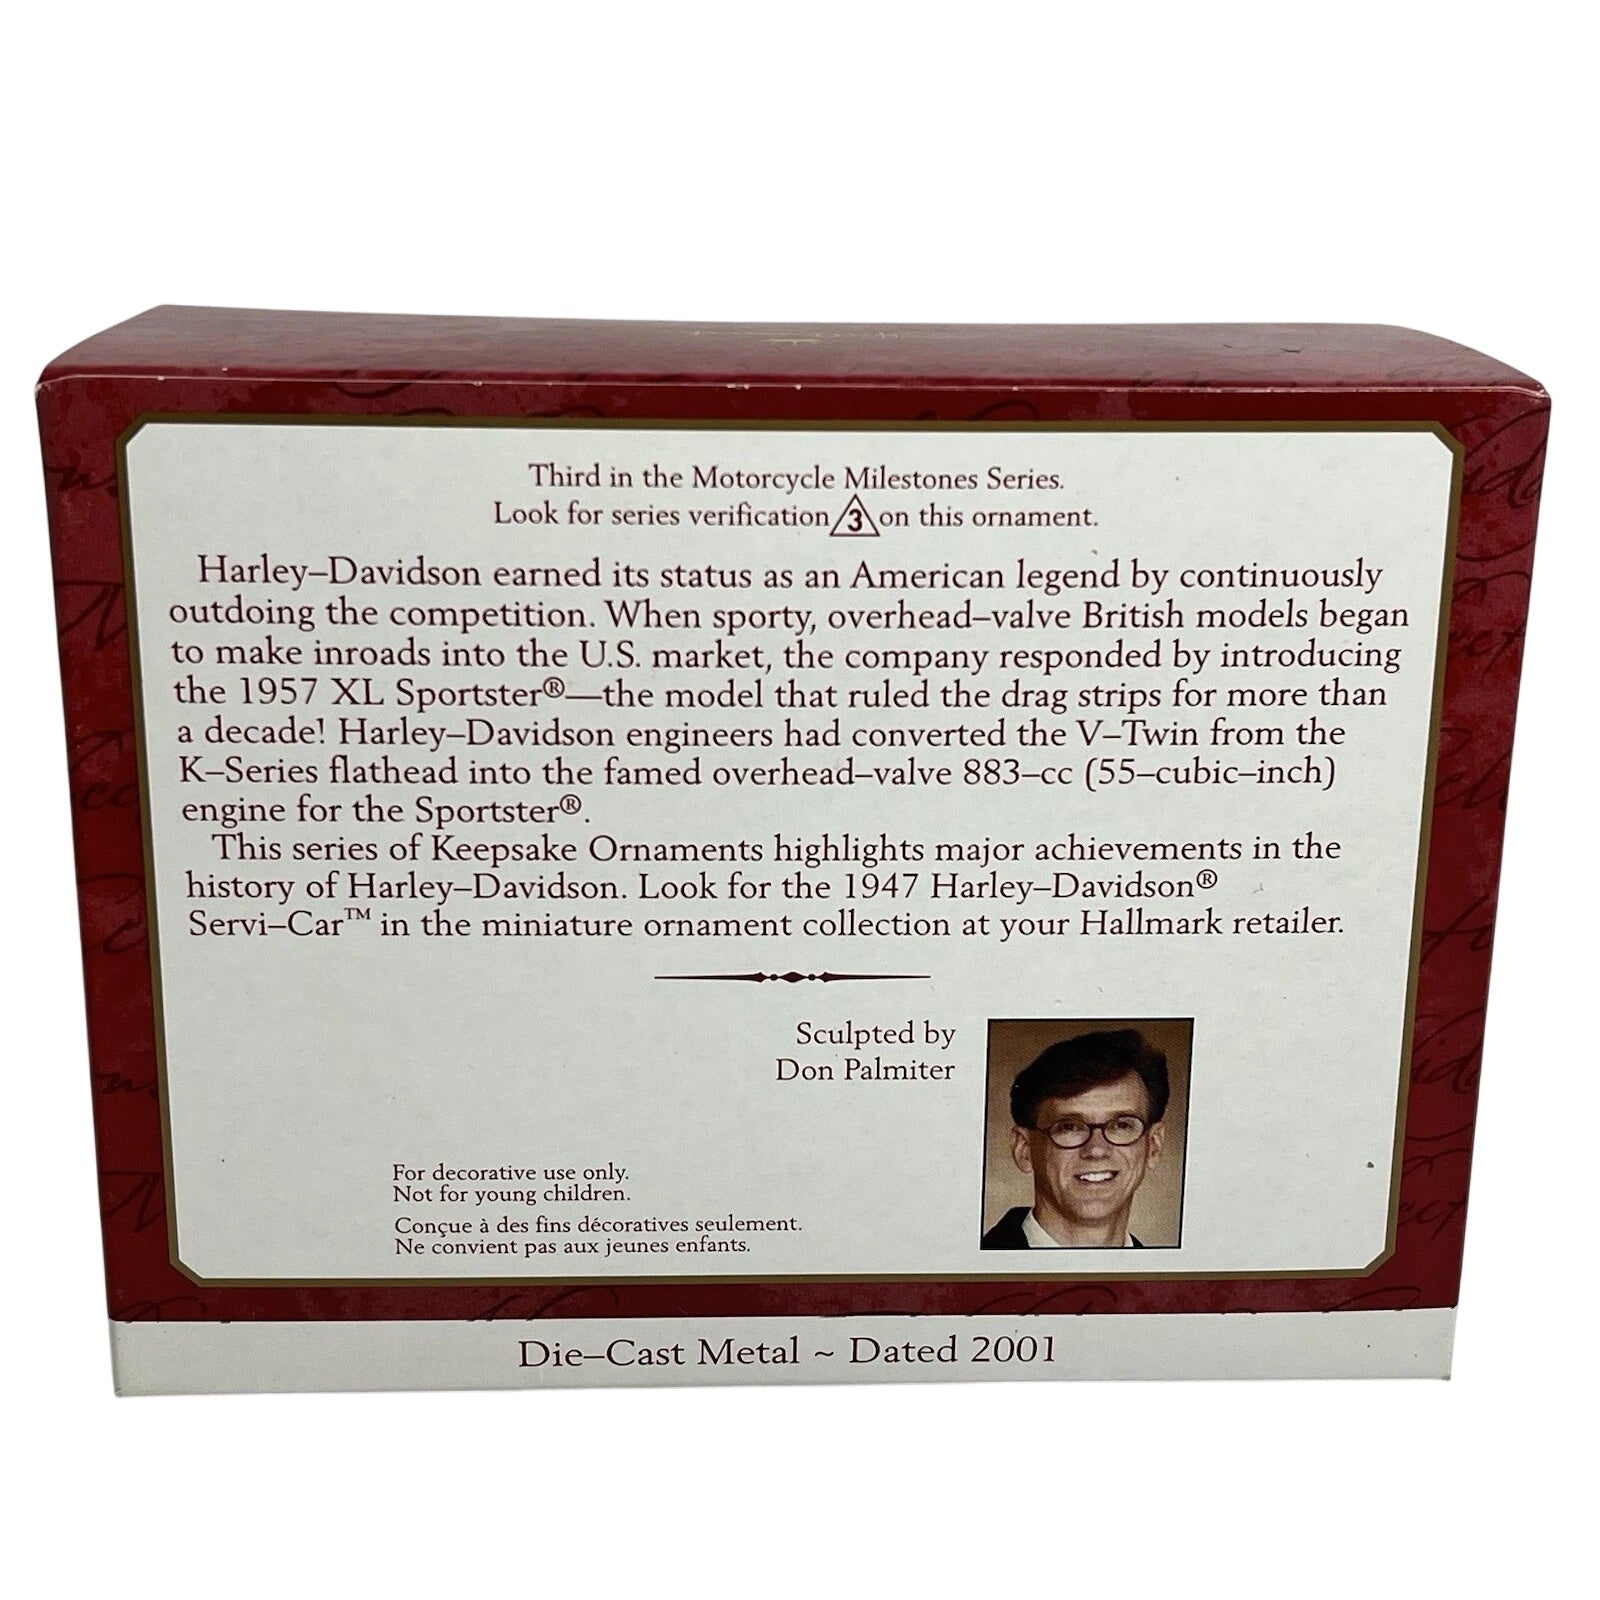 Third in the Motorcycle Milestones Series.
Look for series verification 3 on this ornament.
Harley–Davidson earned its status as an American legend by continuously
outdoing the competition. When sporty, overhead–valve British models began
to make inroads into the U.S. market, the company responded by introducing
the 1957 XL Sportster®—the model that ruled the drag strips for more than
a decade! Harley–Davidson engineers had converted the V–Twin from the
K–Series flathead into the famed overhead–valve 883–cc (55–cubic–inch)
engine for the Sportster®.
This series of Keepsake Ornaments highlights major achievements in the
history of Harley–Davidson. Look for the 1947 Harley–Davidson®
Servi–Car™ in the miniature ornament collection at your Hallmark retailer.
Sculpted by
Don Palmiter
For decorative use only.
Not for young children.
Conçue à des fins décoratives seulement.
Ne convient pas aux jeunes enfants.
Die–Cast Metal ~ Dated 2001